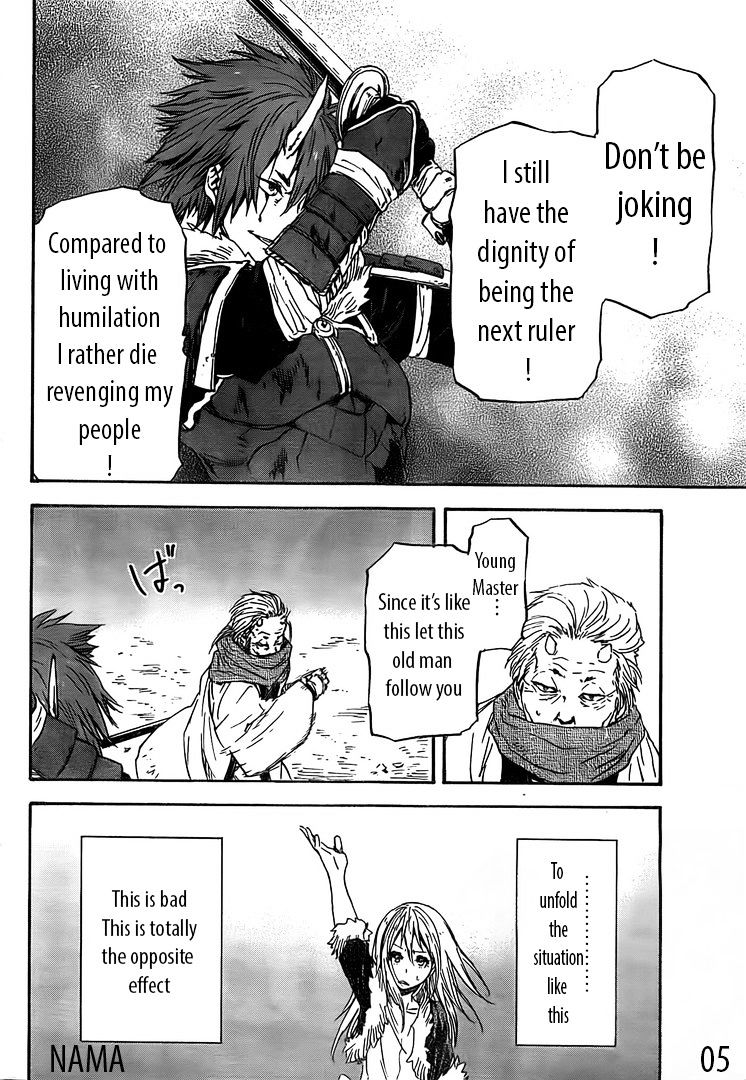 Don't be
joking
!
I still
have the
dignity of
being the
next ruler
!
Compared to
living with
humilation
I rather die
revenging my
people
!
Young
Master
...
Since it's like
this let this
old man
follow you
ばっ
To
unfold
the
situation
like
this
...............
This is bad
This is totally
the opposite
effect
NAMA
05